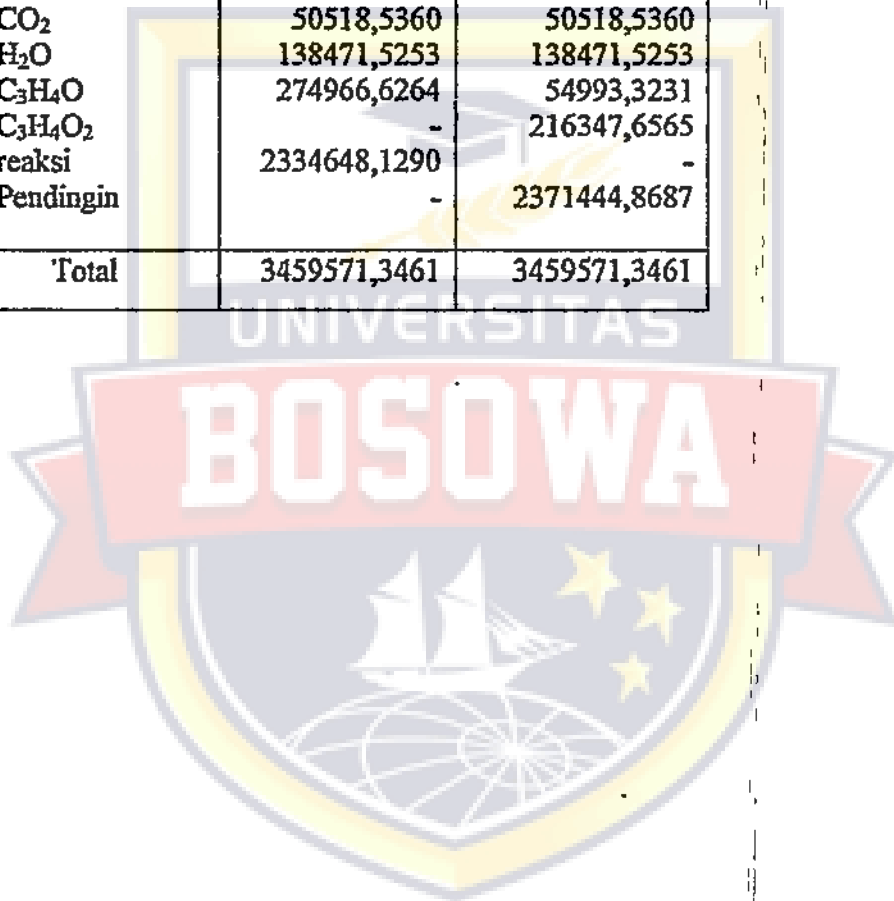 CO₂ 50518,5360 50518,5360
H₂O 138471,5253 138471,5253
C₃H₄O 274966,6264 54993,3231
C₃H₄O₂ - 216347,6565
reaksi 2334648,1290 -
Pendingin - 2371444,8687
Total 3459571,3461 3459571,3461
UNIVERSITAS
BOSOWA